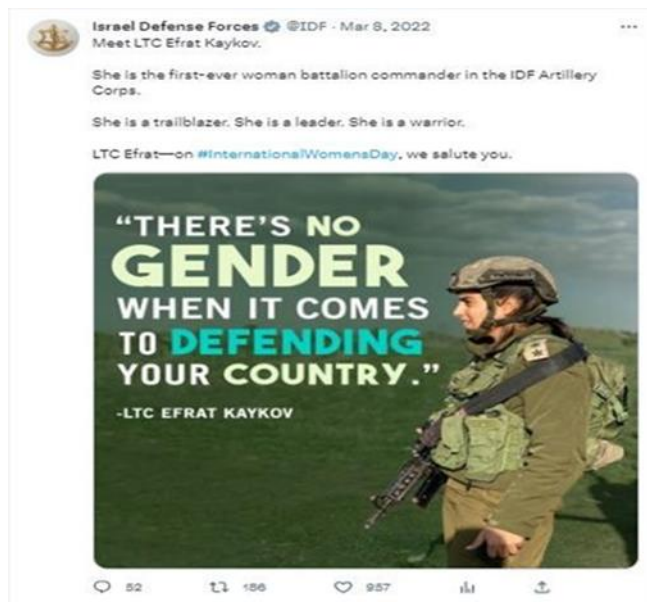 Israel Defense Forces @IDF · Mar 8, 2022
Meet LTC Efrat Kaykov.
She is the first-ever woman battalion commander in the IDF Artillery
Corps.
She is a trailblazer. She is a leader. She is a warrior.
LTC Efrat—on #InternationalWomensDay, we salute you.
“THERE’S NO
GENDER
WHEN IT COMES
TO DEFENDING
YOUR COUNTRY.”
-LTC EFRAT KAYKOV
52 186 957